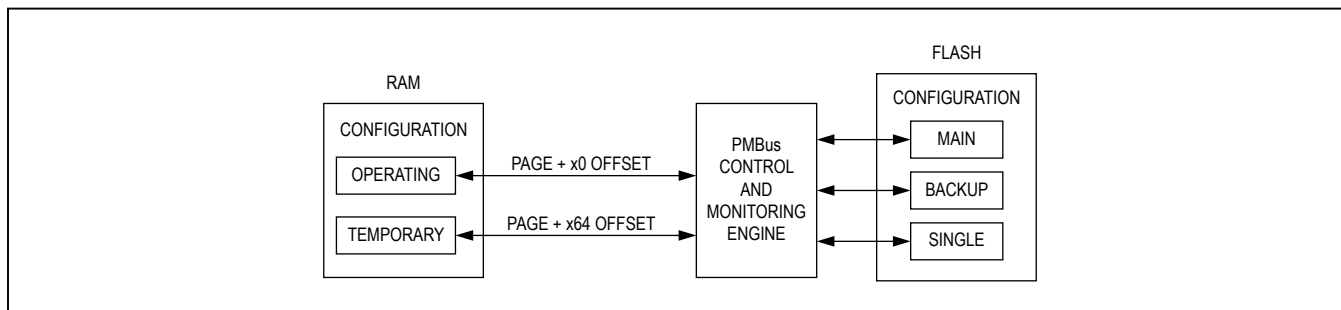 RAM
CONFIGURATION
OPERATING
TEMPORARY
PAGE + x0 OFFSET
PAGE + x64 OFFSET
PMBus
CONTROL
AND
MONITORING
ENGINE
FLASH
CONFIGURATION
MAIN
BACKUP
SINGLE